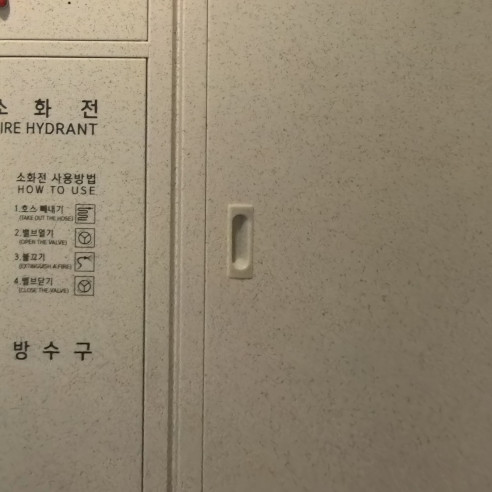 소 화 전
IRE HYDRANT
소화전 사용방법
HOW TO USE
1.호스 빼내기
(TAKE OUT THE HOSE)
2.밸브열기
(OPEN THE VALVE)
3.불끄기
(EXTINGUISH A FIRE)
4.밸브닫기
(CLOSE THE VALVE)
방 수 구